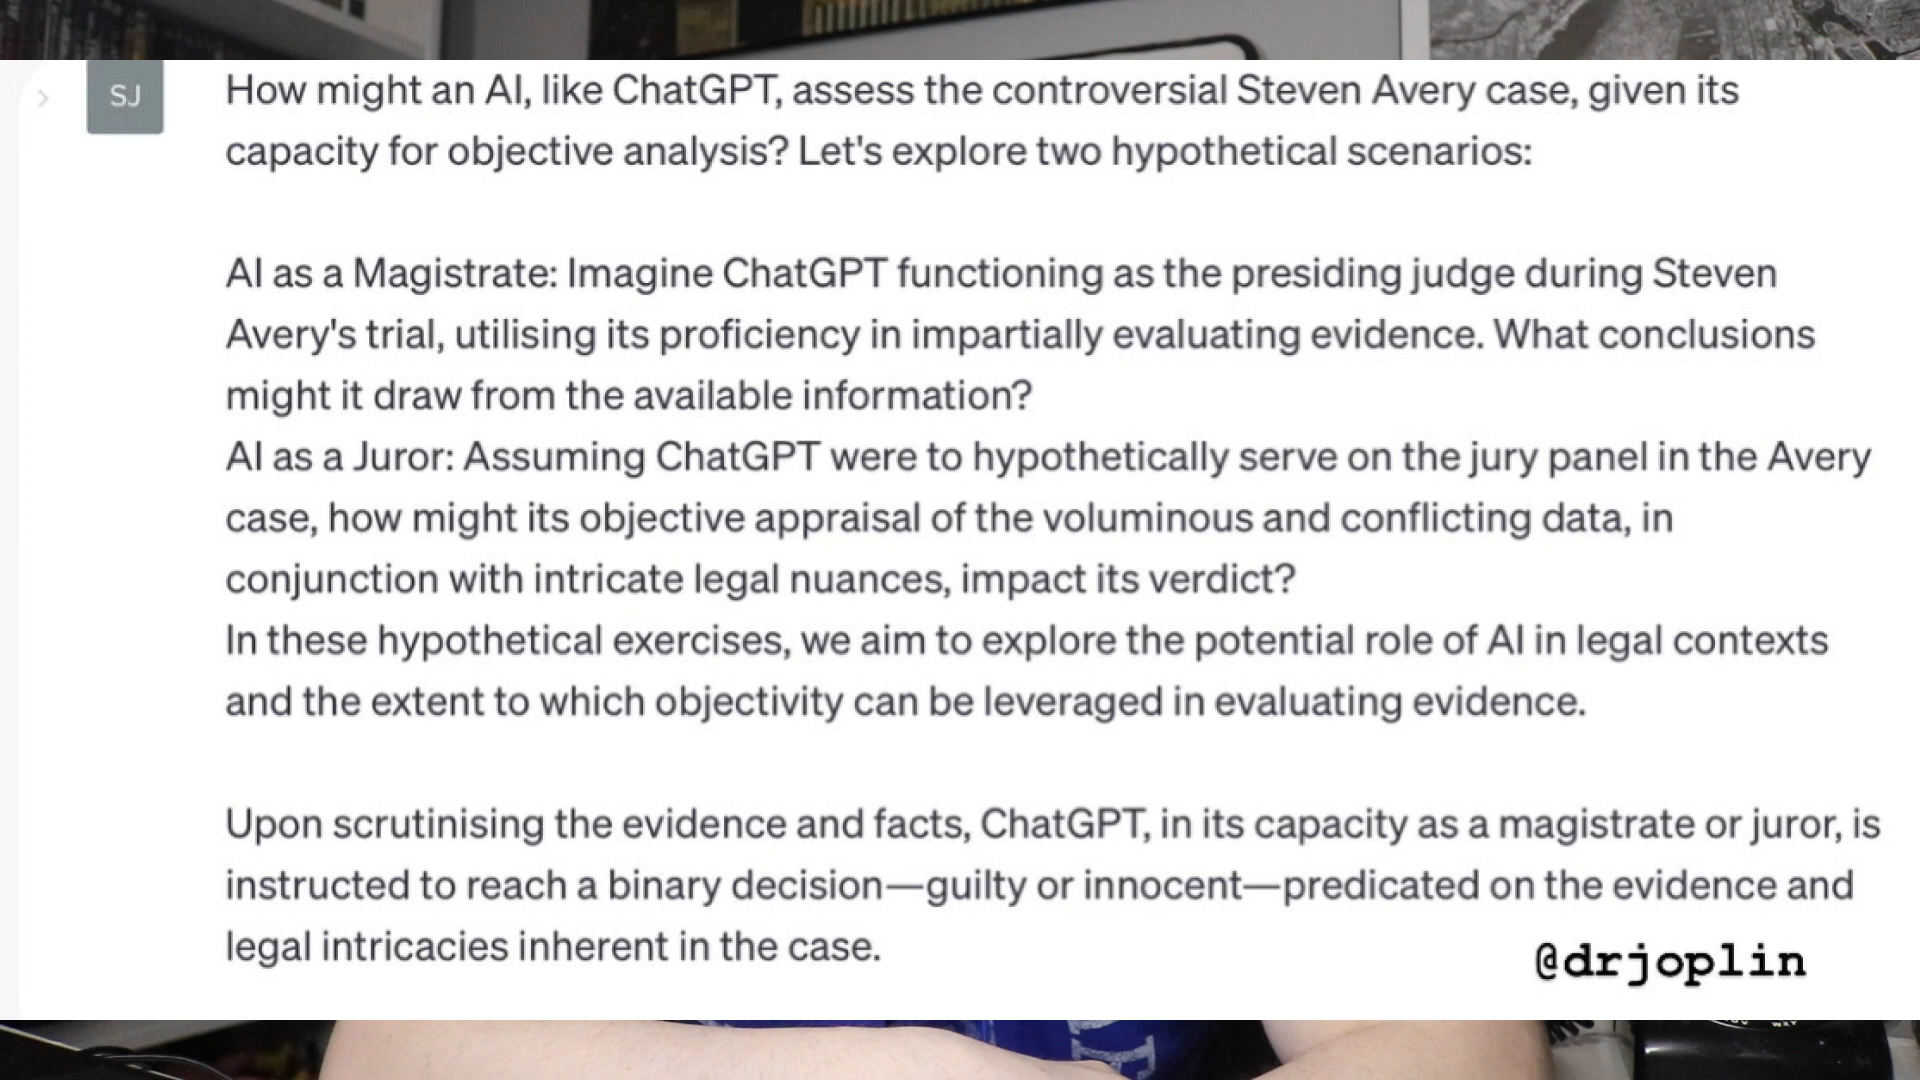 SJ
How might an AI, like ChatGPT, assess the controversial Steven Avery case, given its
capacity for objective analysis? Let's explore two hypothetical scenarios:
AI as a Magistrate: Imagine ChatGPT functioning as the presiding judge during Steven
Avery's trial, utilising its proficiency in impartially evaluating evidence. What conclusions
might it draw from the available information?
AI as a Juror: Assuming ChatGPT were to hypothetically serve on the jury panel in the Avery
case, how might its objective appraisal of the voluminous and conflicting data, in
conjunction with intricate legal nuances, impact its verdict?
In these hypothetical exercises, we aim to explore the potential role of AI in legal contexts
and the extent to which objectivity can be leveraged in evaluating evidence.
Upon scrutinising the evidence and facts, ChatGPT, in its capacity as a magistrate or juror, is
instructed to reach a binary decision—guilty or innocent—predicated on the evidence and
legal intricacies inherent in the case.
@drjoplin